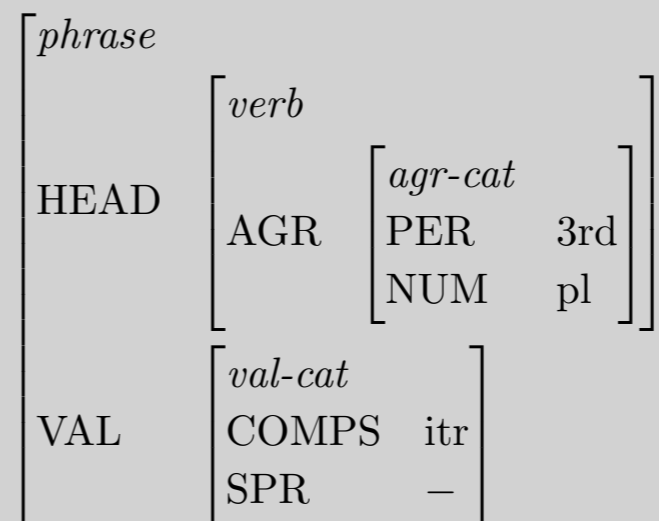 phrase
verb
agr-cat
HEAD AGR PER 3rd
NUM pl
val-cat
VAL COMPS itr
SPR −